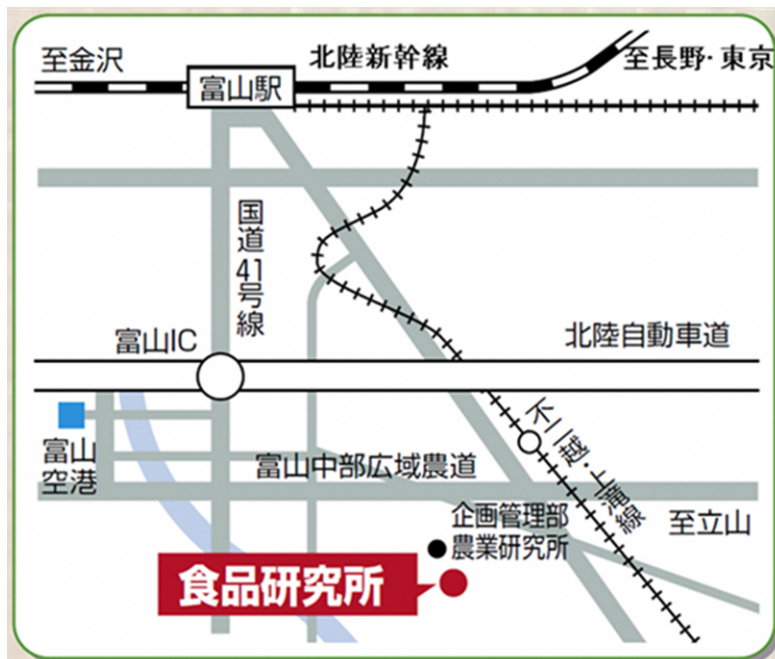 至金沢
北陸新幹線
至長野・東京
富山駅
国道41号線
富山IC
北陸自動車道
富山
空港
不二越・上滝線
富山中部広域農道
至立山
企画管理部
農業研究所
食品研究所